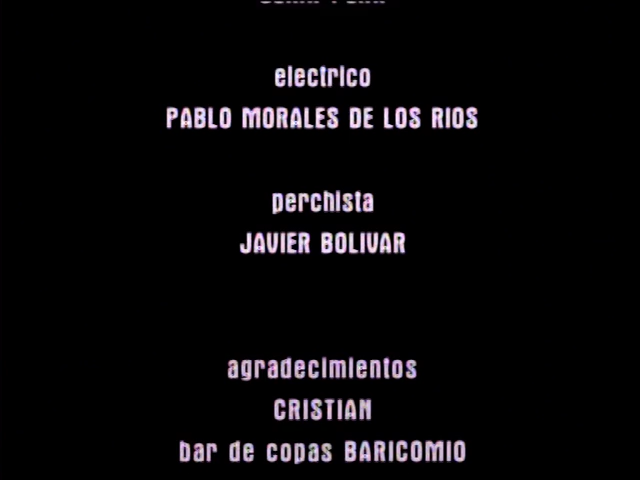 electrico
PABLO MORALES DE LOS RIOS
perchista
JAVIER BOLIVAR
agradecimientos
CRISTIAN
bar de copas BARICOMIO